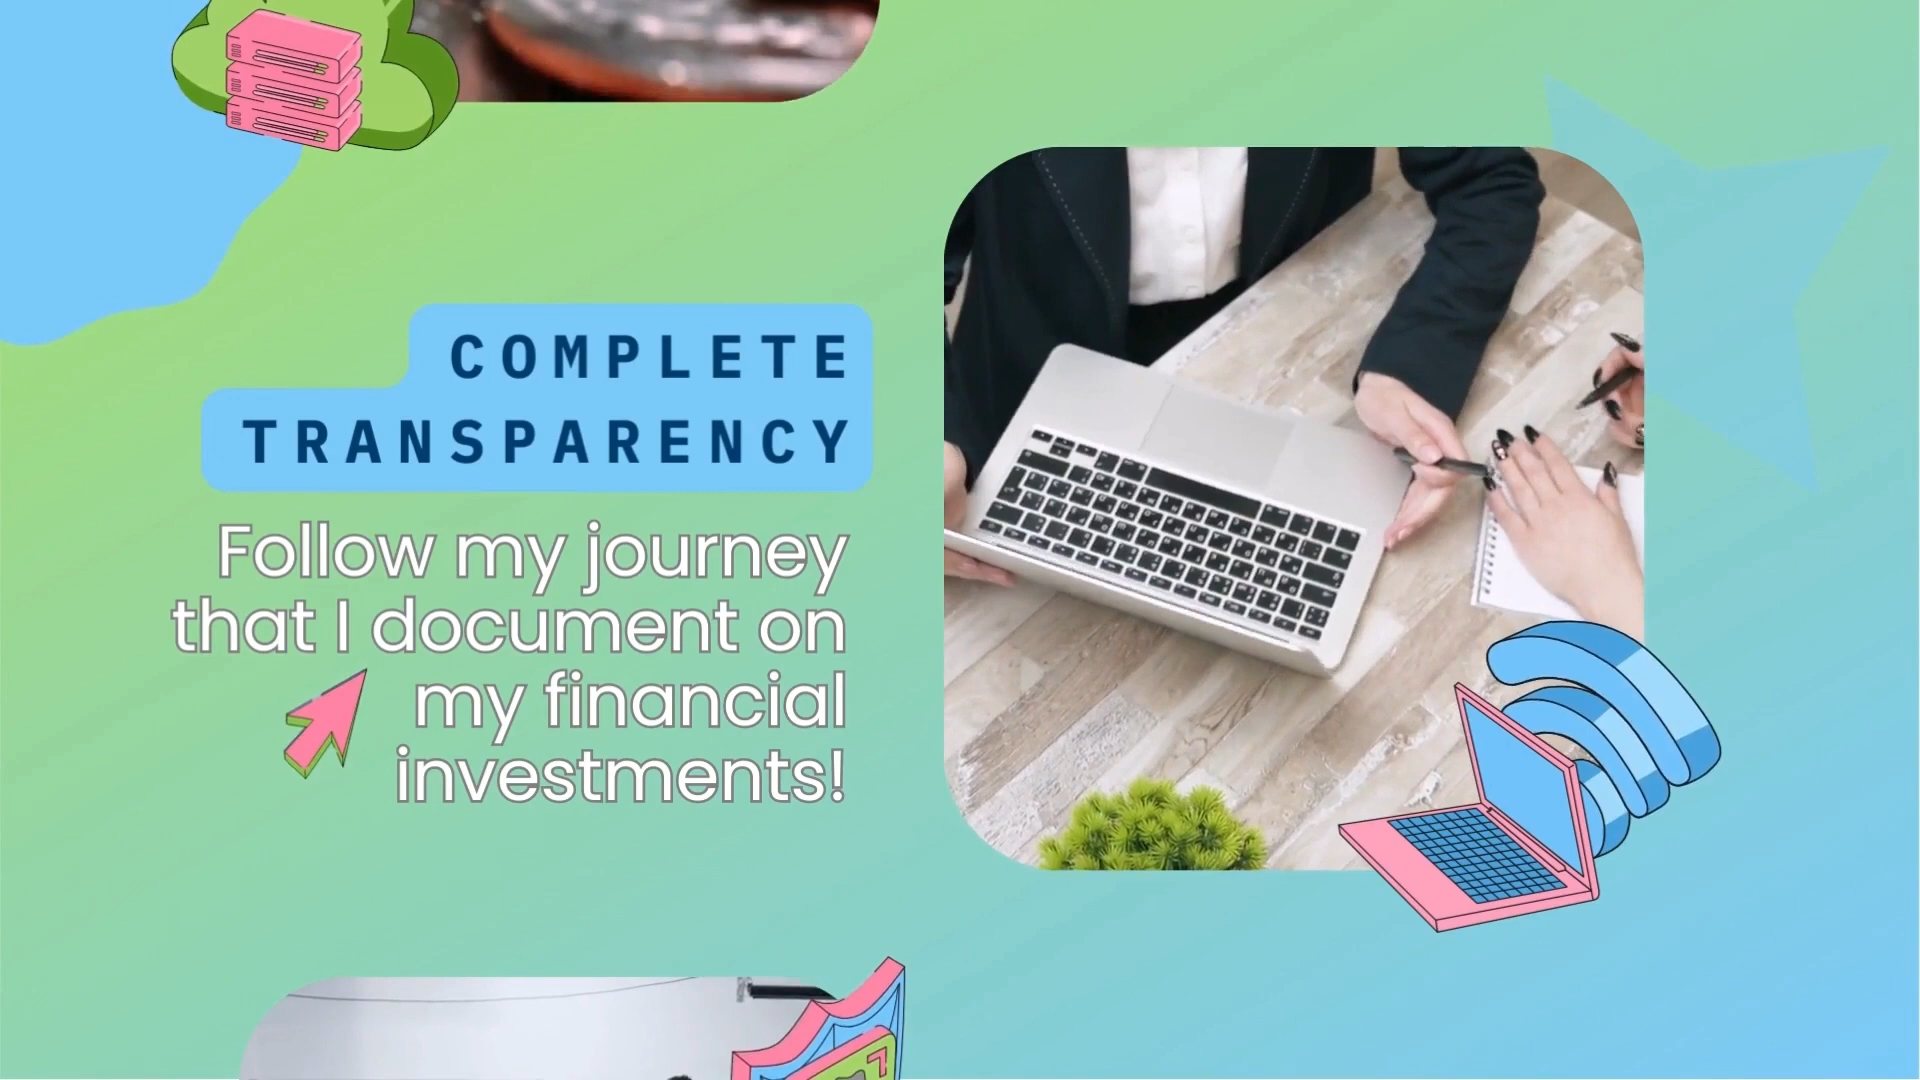 COMPLETE
TRANSPARENCY
Follow my journey
that I document on
my financial
investments!